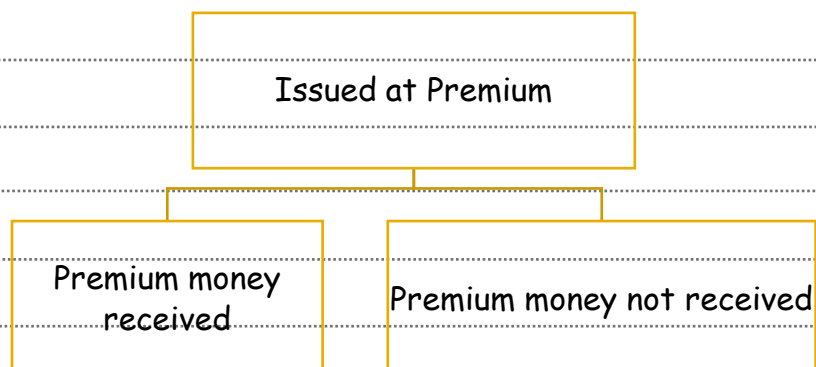 Issued at Premium
Premium money
received
Premium money not received